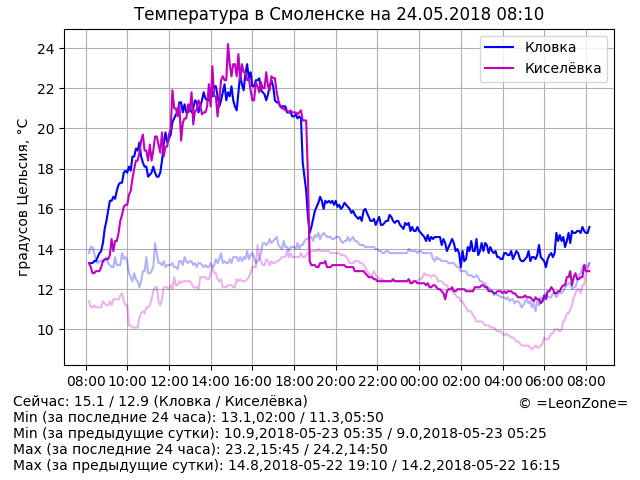 Температура в Смоленске на 24.05.2018 08:10
Кловка
Киселёвка
градусов Цельсия, °C
24
22
20
18
16
14
12
10
08:00 10:00 12:00 14:00 16:00 18:00 20:00 22:00 00:00 02:00 04:00 06:00 08:00
Сейчас: 15.1 / 12.9 (Кловка / Киселёвка)
© =LeonZone=
Min (за последние 24 часа): 13.1,02:00 / 11.3,05:50
Min (за предыдущие сутки): 10.9,2018-05-23 05:35 / 9.0,2018-05-23 05:25
Max (за последние 24 часа): 23.2,15:45 / 24.2,14:50
Max (за предыдущие сутки): 14.8,2018-05-22 19:10 / 14.2,2018-05-22 16:15